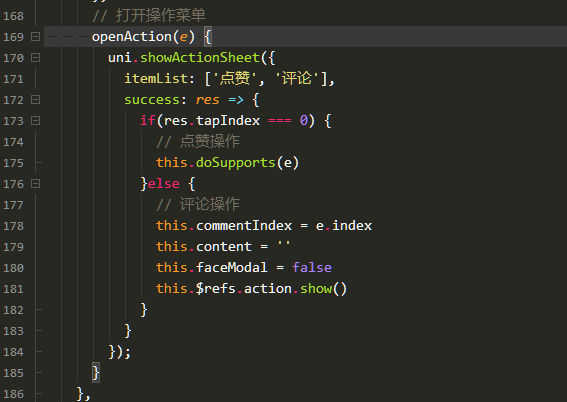 168 // 打开操作菜单
169 openAction(e) {
170 uni.showActionSheet({
171 itemList: ['点赞', '评论'],
172 success: res => {
173 if(res.tapIndex === 0) {
174 // 点赞操作
175 this.doSupports(e)
176 }else {
177 // 评论操作
178 this.commentIndex = e.index
179 this.content = ''
180 this.faceModal = false
181 this.$refs.action.show()
182 }
183 }
184 });
185 }
186 },